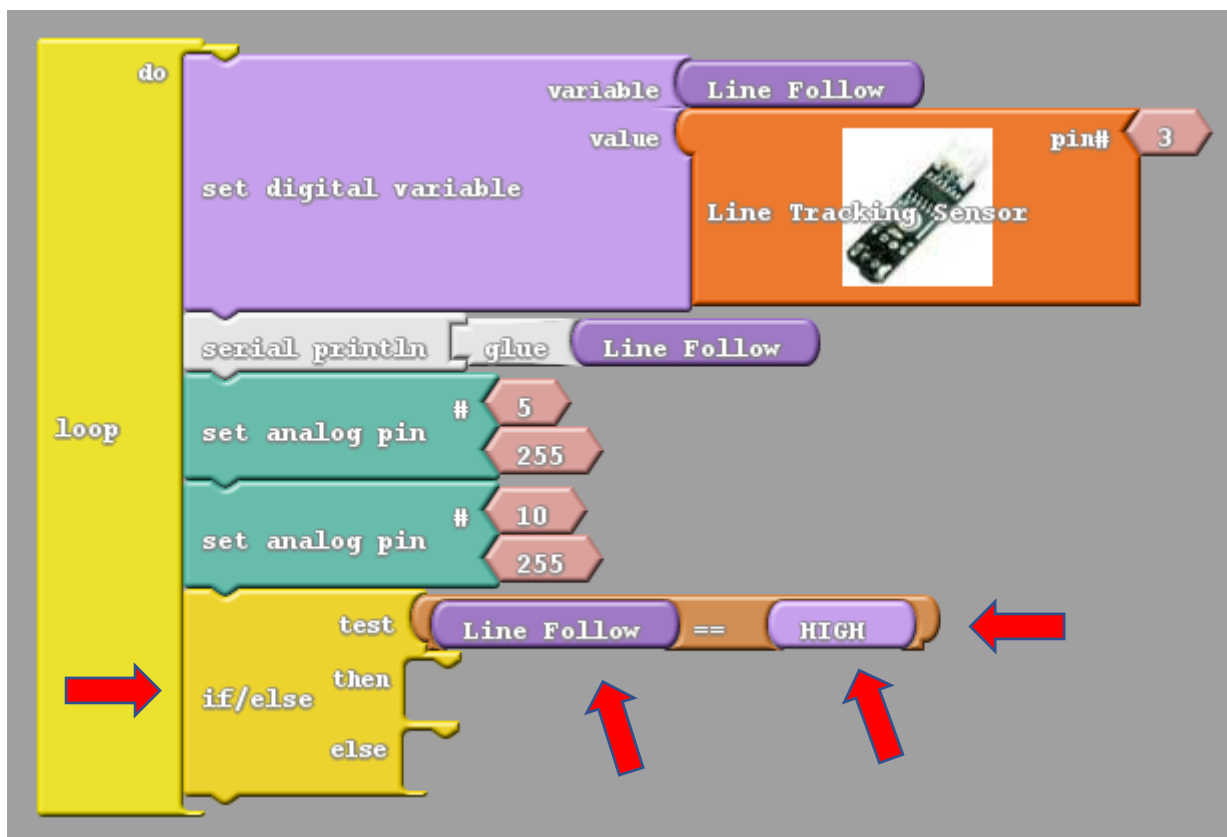 do
variable Line Follow
value
pin# 3
set digital variable
Line Tracking Sensor
serial println glue Line Follow
# 5
loop
set analog pin
255
# 10
set analog pin
255
test Line Follow == HIGH
then
if/else
else